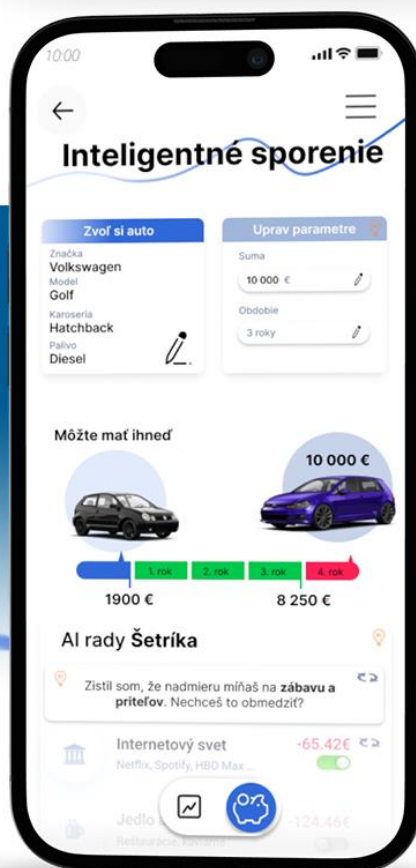 10:00
Inteligentné sporenie
Zvoľ si auto
Značka
Volkswagen
Model
Golf
Karoséria
Hatchback
Palivo
Diesel
Uprav parametre
Suma
10 000 €
Obdobie
3 roky
Môžte mať ihneď
10 000 €
1. rok 2. rok 3. rok 4. rok
1900 € 8 250 €
AI rady Šetríka
Zistil som, že nadmieru míňaš na zábavu a
priteľov. Nechceš to obmedziť?
Internetový svet -65.42€
Netflix, Spotify, HBO Max ...
Jedlo -124.46€
Reštaurácie, kaviarne